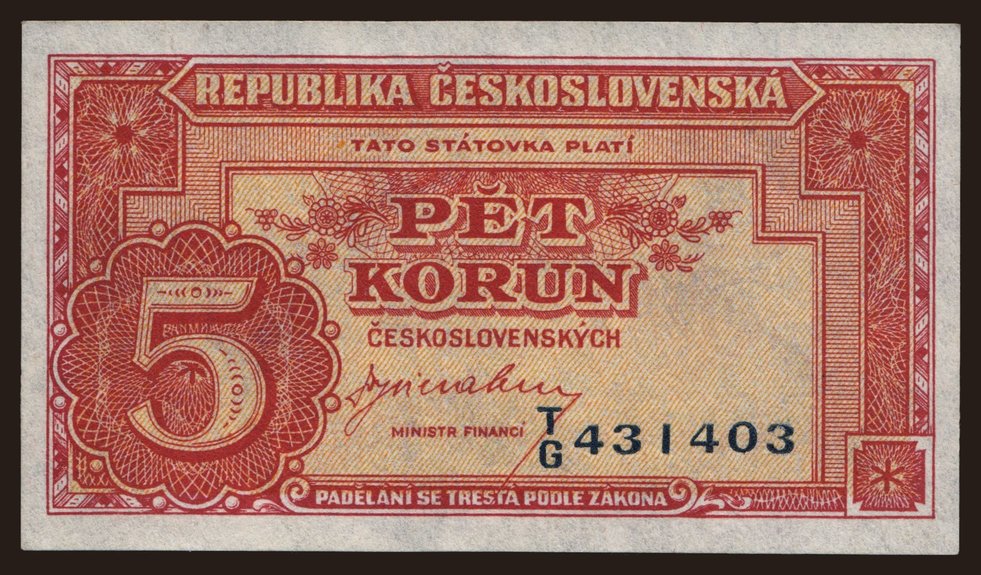 REPUBLIKA ČESKOSLOVENSKÁ
TATO STÁTOVKA PLATÍ
PĚT
KORUN
ČESKOSLOVENSKÝCH
5
MINISTR FINANCÍ
T/G 431403
PADĚLÁNÍ SE TRESTÁ PODLE ZÁKONA